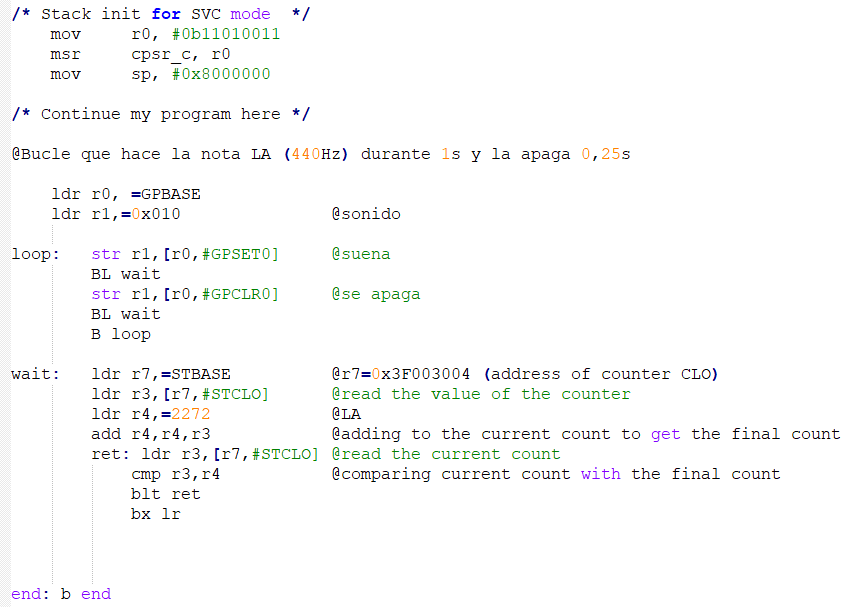 /* Stack init for SVC mode  */
    mov     r0, #0b11010011
    msr     cpsr_c, r0
    mov     sp, #0x8000000
/* Continue my program here */
@Bucle que hace la nota LA (440Hz) durante 1s y la apaga 0,25s
    ldr r0, =GPBASE
    ldr r1,=0x010               @sonido
loop:   str r1,[r0,#GPSET0]     @suena
        BL wait
        str r1,[r0,#GPCLR0]     @se apaga
        BL wait
        B loop
wait:   ldr r7,=STBASE          @r7=0x3F003004 (address of counter CLO)
        ldr r3,[r7,#STCLO]      @read the value of the counter
        ldr r4,=2272            @LA
        add r4,r4,r3            @adding to the current count to get the final count
        ret: ldr r3,[r7,#STCLO] @read the current count
            cmp r3,r4           @comparing current count with the final count
            blt ret
            bx lr
end: b end